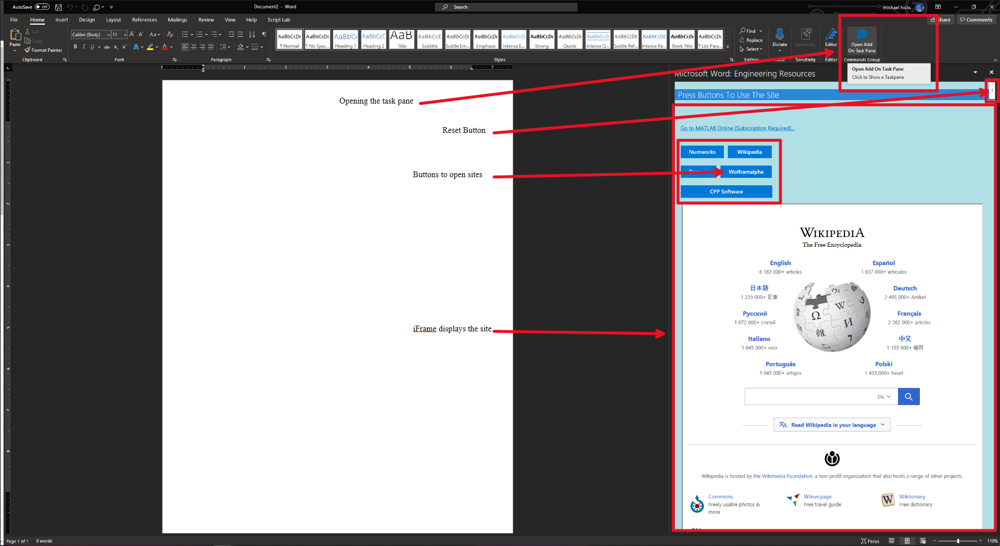 AutoSave Off
Document2 - Word
Search
michael hicks
File Home Insert Design Layout References Mailings Review View Help Script Lab
Share Comments
Paste
Cut
Copy
Format Painter
Clipboard
Calibri (Body) 11
Font
Paragraph
AaBbCcDc AaBbCcDc AaBbCc AaBbCcD AaB AaBbCcD AaBbCcDc AaBbCcDc AaBbCcDc AaBbCcDc AaBbCcDc AaBbCcDc AaBbCcDc AaBbCcDc AaBbCcDc AaBbCcDc
¶ Normal ¶ No Spac... Heading 1 Heading 2 Title Subtitle Subtle Em... Emphasis Intense E... Strong Quote Intense Q... Subtle Ref... Intense Re... Book Title ¶ List Para...
Styles
Find
Replace
Select
Editing
Dictate
Voice
Sensitivity
Sensitivity
Editor
Editor
Open Add
On Task Pane
Commands Group
Open Add On Task Pane
Click to Show a Taskpane
Microsoft Word: Engineering Resources
Press Buttons To Use The Site
Opening the task pane
Reset Button
Buttons to open sites
iFrame displays the site
Go to MATLAB Online (Subscription Required)...
Numworks Wikipedia
Wolframalpha
CPP Software
WIKIPEDIA
The Free Encyclopedia
English
6 183 000+ articles
Español
1 637 000+ artículos
日本語
1 235 000+ 記事
Deutsch
2 495 000+ Artikel
Русский
1 672 000+ статей
Français
2 262 000+ articles
Italiano
1 645 000+ voci
中文
1 155 000+ 條目
Português
1 045 000+ artigos
Polski
1 435 000+ haseł
EN
Read Wikipedia in your language
Wikipedia is hosted by the Wikimedia Foundation, a non-profit organization that also hosts a range of other projects.
Commons
Freely usable photos &
more
Wikivoyage
Free travel guide
Wiktionary
Free dictionary
Page 1 of 1 0 words
Focus
110%